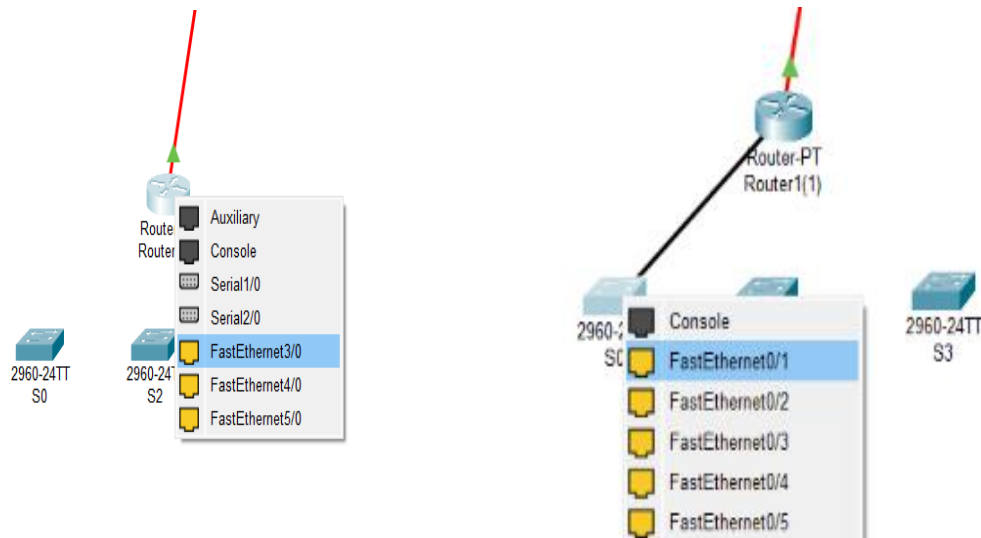 Route
Router
Auxiliary
Console
Serial1/0
Serial2/0
FastEthernet3/0
FastEthernet4/0
FastEthernet5/0
2960-24TT
S0
2960-24T
S2
Router-PT
Router1(1)
2960-2
S0
Console
FastEthernet0/1
FastEthernet0/2
FastEthernet0/3
FastEthernet0/4
FastEthernet0/5
2960-24TT
S3